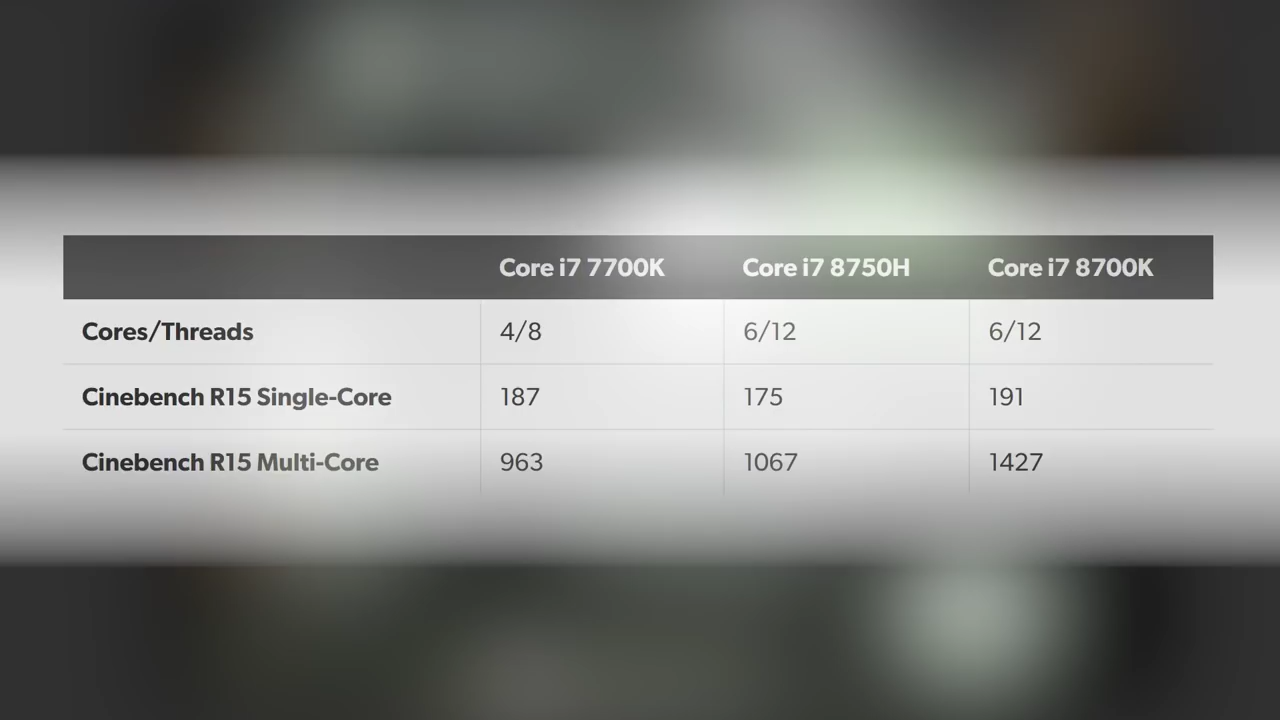 Core i7 7700K Core i7 8750H Core i7 8700K
Cores/Threads 4/8 6/12 6/12
Cinebench R15 Single-Core 187 175 191
Cinebench R15 Multi-Core 963 1067 1427